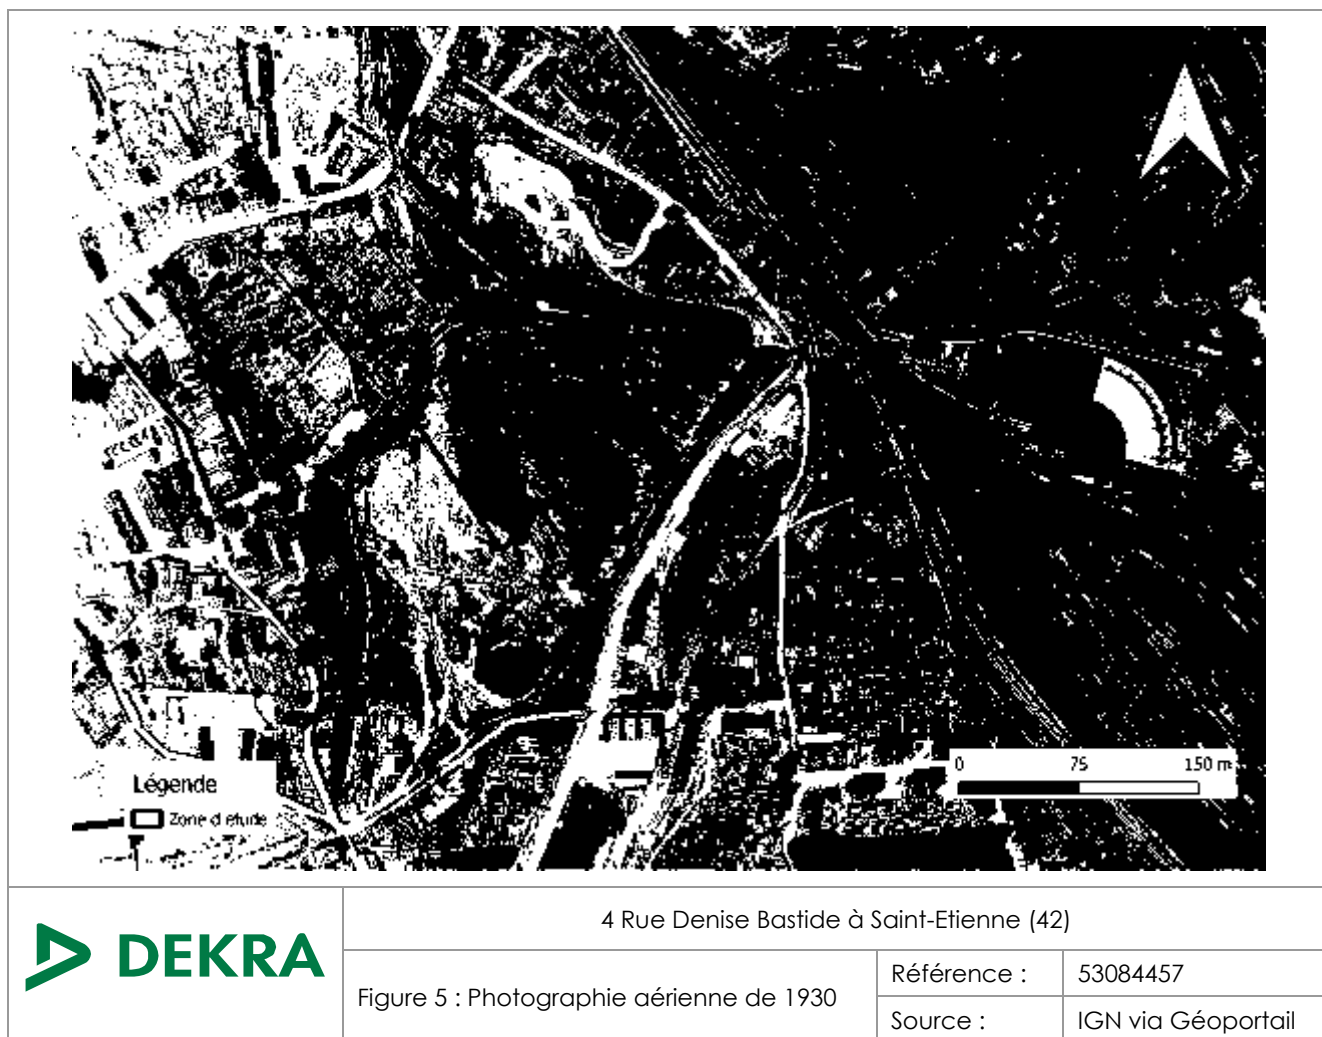 0 75 150 m
Légende
Zone d'étude
DEKRA
4 Rue Denise Bastide à Saint-Etienne (42)
Figure 5 : Photographie aérienne de 1930
Référence :
53084457
Source :
IGN via Géoportail